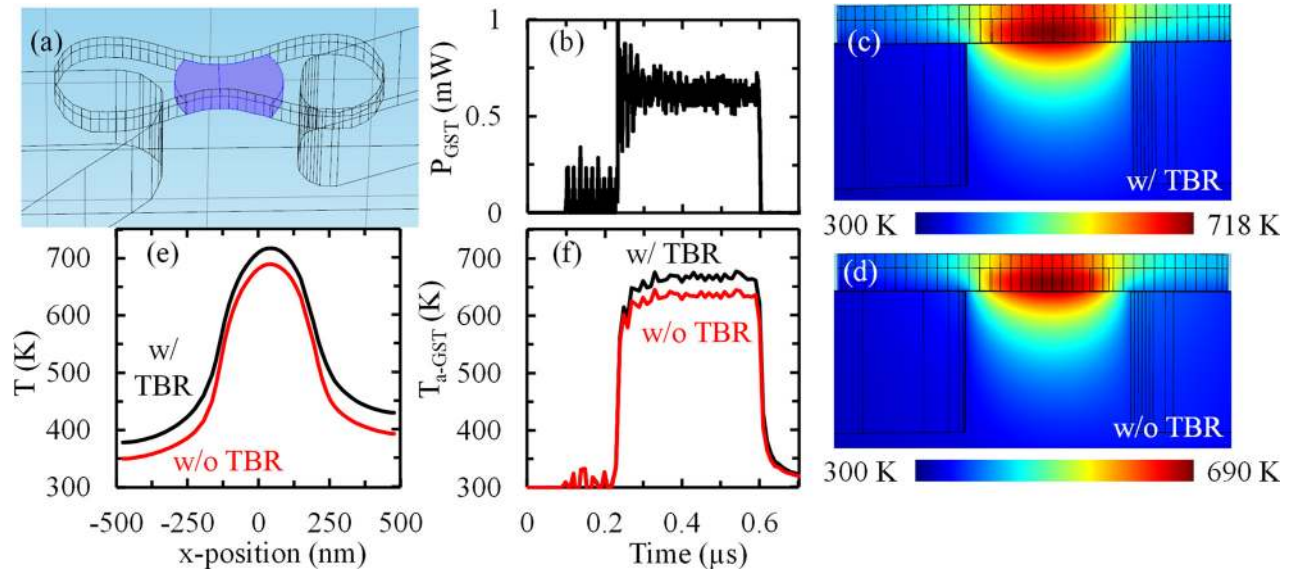 (a)
(b)
P_GST (mW)
1
0.5
0
(c)
w/ TBR
300 K 718 K
(d)
w/o TBR
300 K 690 K
(e)
T (K)
700
600
500
400
300
w/
TBR
w/o TBR
-500 -250 0 250 500
x-position (nm)
(f)
T_a-GST (K)
700
600
500
400
300
w/ TBR
w/o TBR
0 0.2 0.4 0.6
Time (µs)